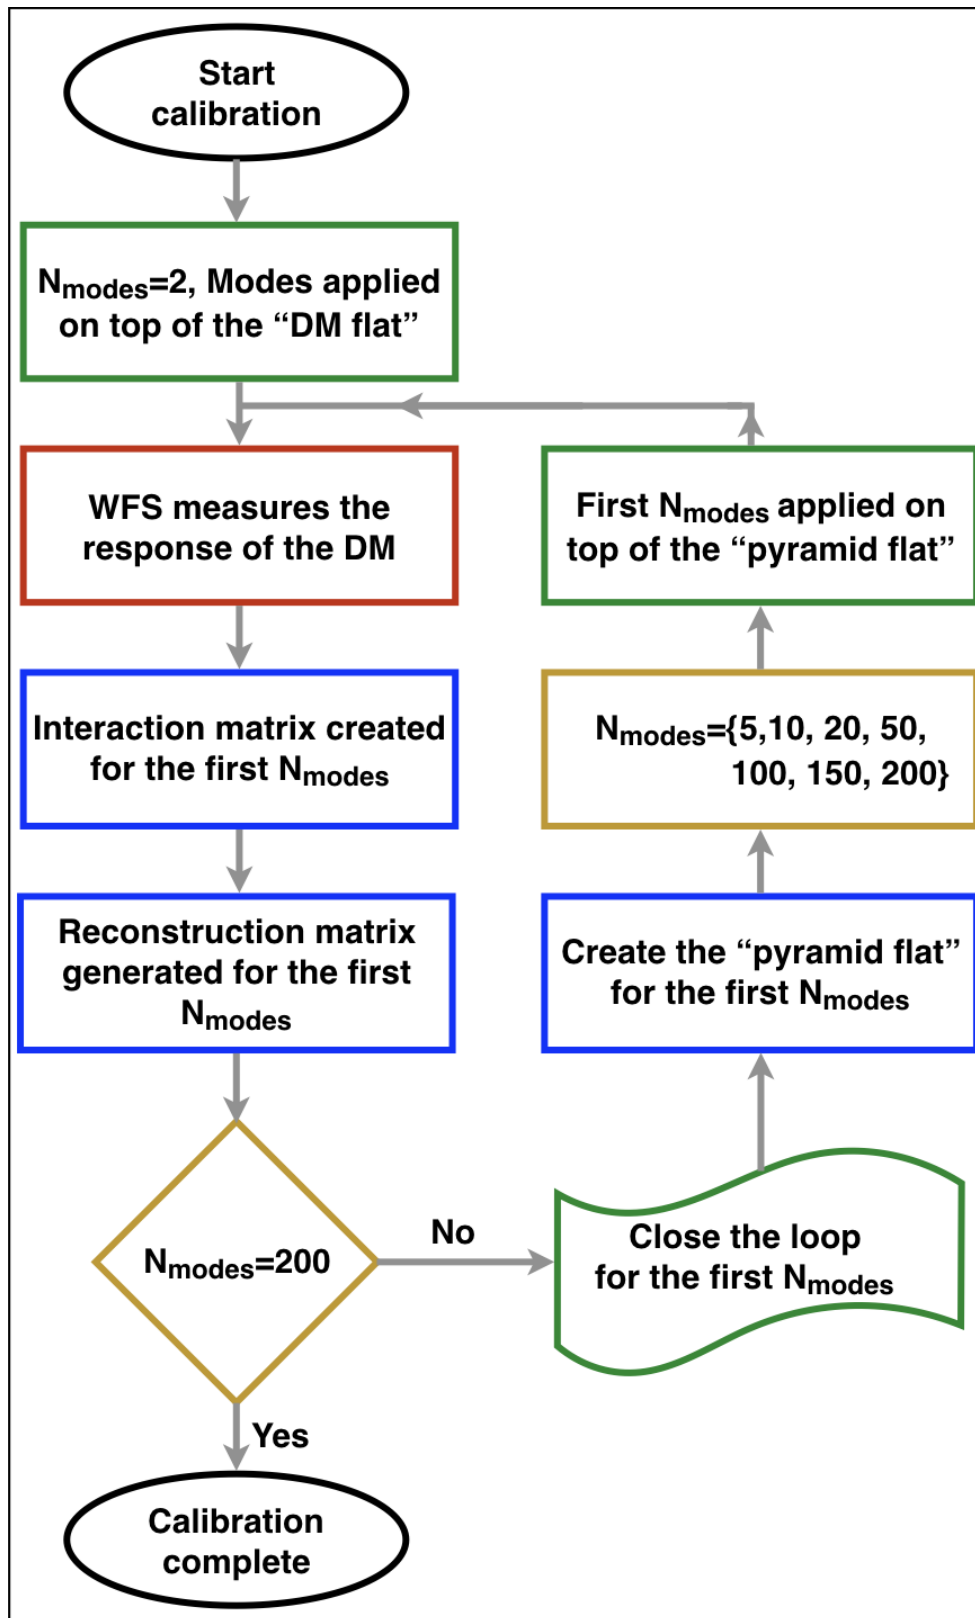 Start
calibration
Nmodes=2, Modes applied
on top of the “DM flat”
WFS measures the
response of the DM
Interaction matrix created
for the first Nmodes
Reconstruction matrix
generated for the first
Nmodes
Nmodes=200
No
Yes
Calibration
complete
Close the loop
for the first Nmodes
Create the “pyramid flat”
for the first Nmodes
Nmodes={5,10, 20, 50,
100, 150, 200}
First Nmodes applied on
top of the “pyramid flat”